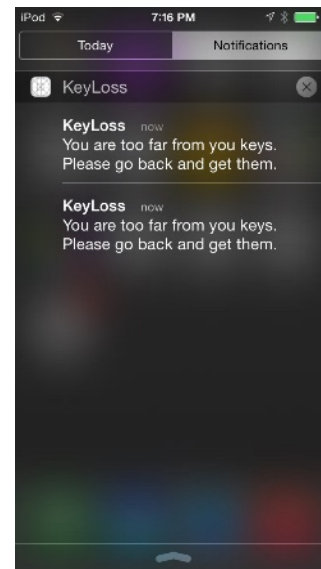 iPod 7:16 PM
Today Notifications
KeyLoss
KeyLoss now
You are too far from you keys.
Please go back and get them.
KeyLoss now
You are too far from you keys.
Please go back and get them.